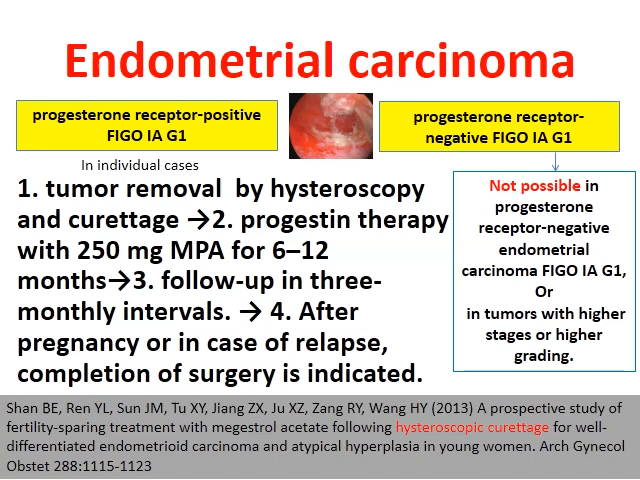 Endometrial carcinoma
progesterone receptor-positive
FIGO IA G1
progesterone receptor-
negative FIGO IA G1
In individual cases
1. tumor removal  by hysteroscopy
and curettage →2. progestin therapy
with 250 mg MPA for 6–12
months→3. follow-up in three-
monthly intervals. → 4. After
pregnancy or in case of relapse,
completion of surgery is indicated.
Not possible in
progesterone
receptor-negative
endometrial
carcinoma FIGO IA G1,
Or
in tumors with higher
stages or higher
grading.
Shan BE, Ren YL, Sun JM, Tu XY, Jiang ZX, Ju XZ, Zang RY, Wang HY (2013) A prospective study of
fertility-sparing treatment with megestrol acetate following hysteroscopic curettage for well-
differentiated endometrioid carcinoma and atypical hyperplasia in young women. Arch Gynecol
Obstet 288:1115-1123